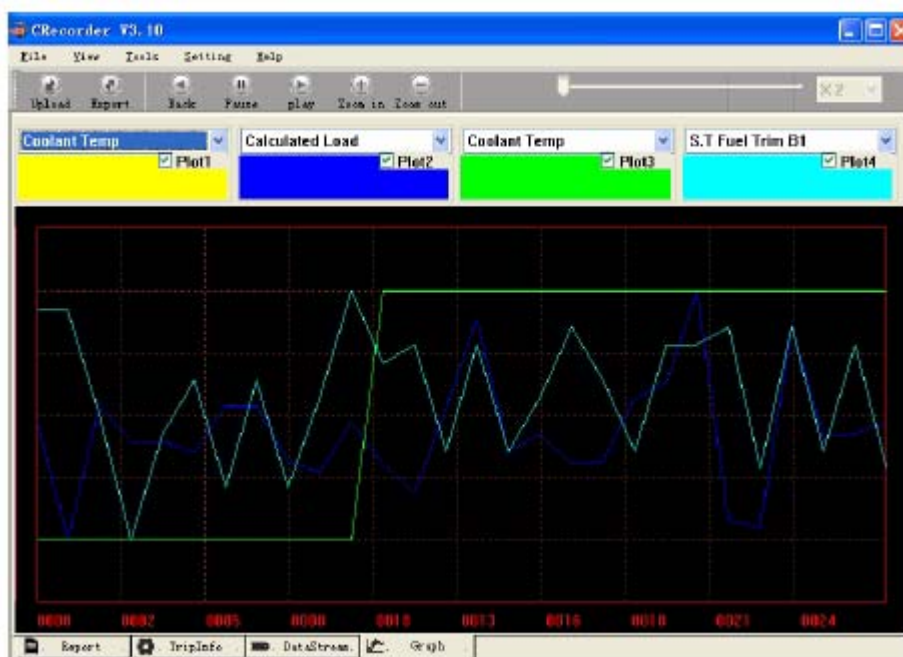 CRecorder V3.10
File View Tools Setting Help
Upload Report Back Pause play Zoom in Zoom out X2
Coolant Temp Calculated Load Coolant Temp S.T Fuel Trim B1
Plot1 Plot2 Plot3 Plot4
0000 0002 0005 0008 0010 0013 0016 0018 0021 0024
Report TripInfo DataStream. Graph